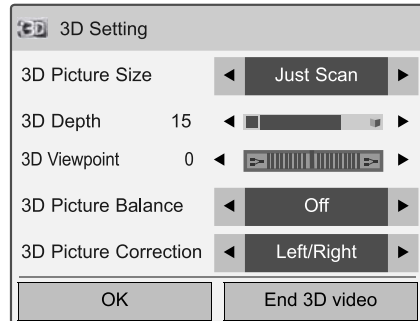 3D 3D Setting
3D Picture Size Just Scan
3D Depth 15
3D Viewpoint 0
3D Picture Balance Off
3D Picture Correction Left/Right
OK End 3D video